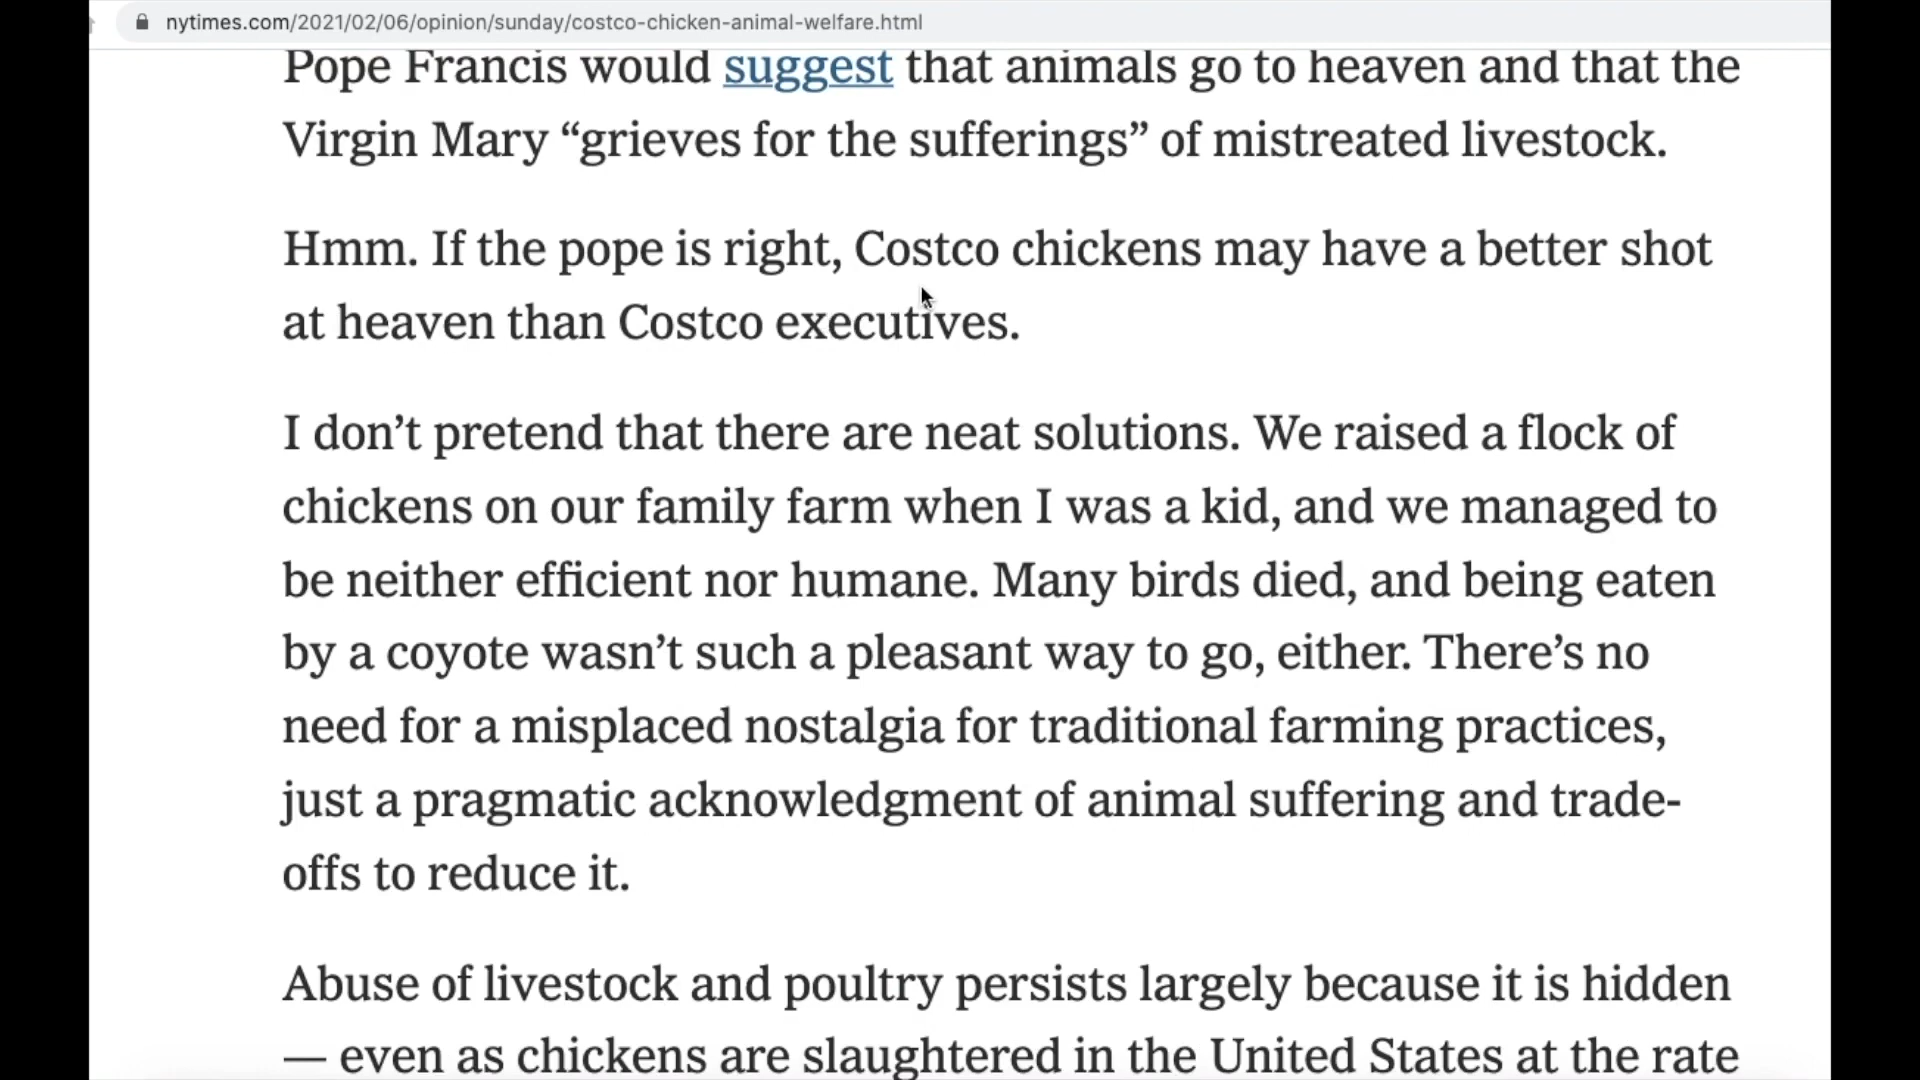 nytimes.com/2021/02/06/opinion/sunday/costco-chicken-animal-welfare.html
Pope Francis would suggest that animals go to heaven and that the
Virgin Mary “grieves for the sufferings” of mistreated livestock.
Hmm. If the pope is right, Costco chickens may have a better shot
at heaven than Costco executives.
I don’t pretend that there are neat solutions. We raised a flock of
chickens on our family farm when I was a kid, and we managed to
be neither efficient nor humane. Many birds died, and being eaten
by a coyote wasn’t such a pleasant way to go, either. There’s no
need for a misplaced nostalgia for traditional farming practices,
just a pragmatic acknowledgment of animal suffering and trade-
offs to reduce it.
Abuse of livestock and poultry persists largely because it is hidden
— even as chickens are slaughtered in the United States at the rate